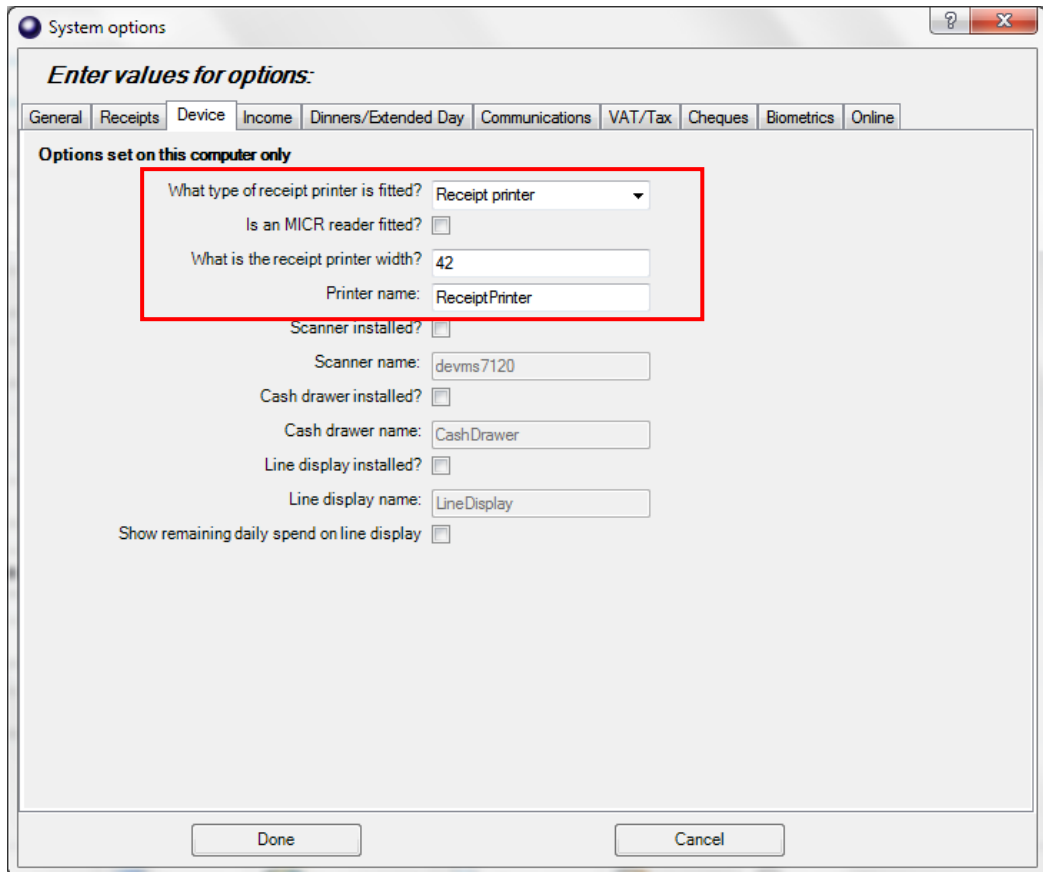 System options
Enter values for options:
General Receipts Device Income Dinners/Extended Day Communications VAT/Tax Cheques Biometrics Online
Options set on this computer only
What type of receipt printer is fitted? Receipt printer
Is an MICR reader fitted?
What is the receipt printer width? 42
Printer name: ReceiptPrinter
Scanner installed?
Scanner name: devms7120
Cash drawer installed?
Cash drawer name: CashDrawer
Line display installed?
Line display name: LineDisplay
Show remaining daily spend on line display
Done Cancel